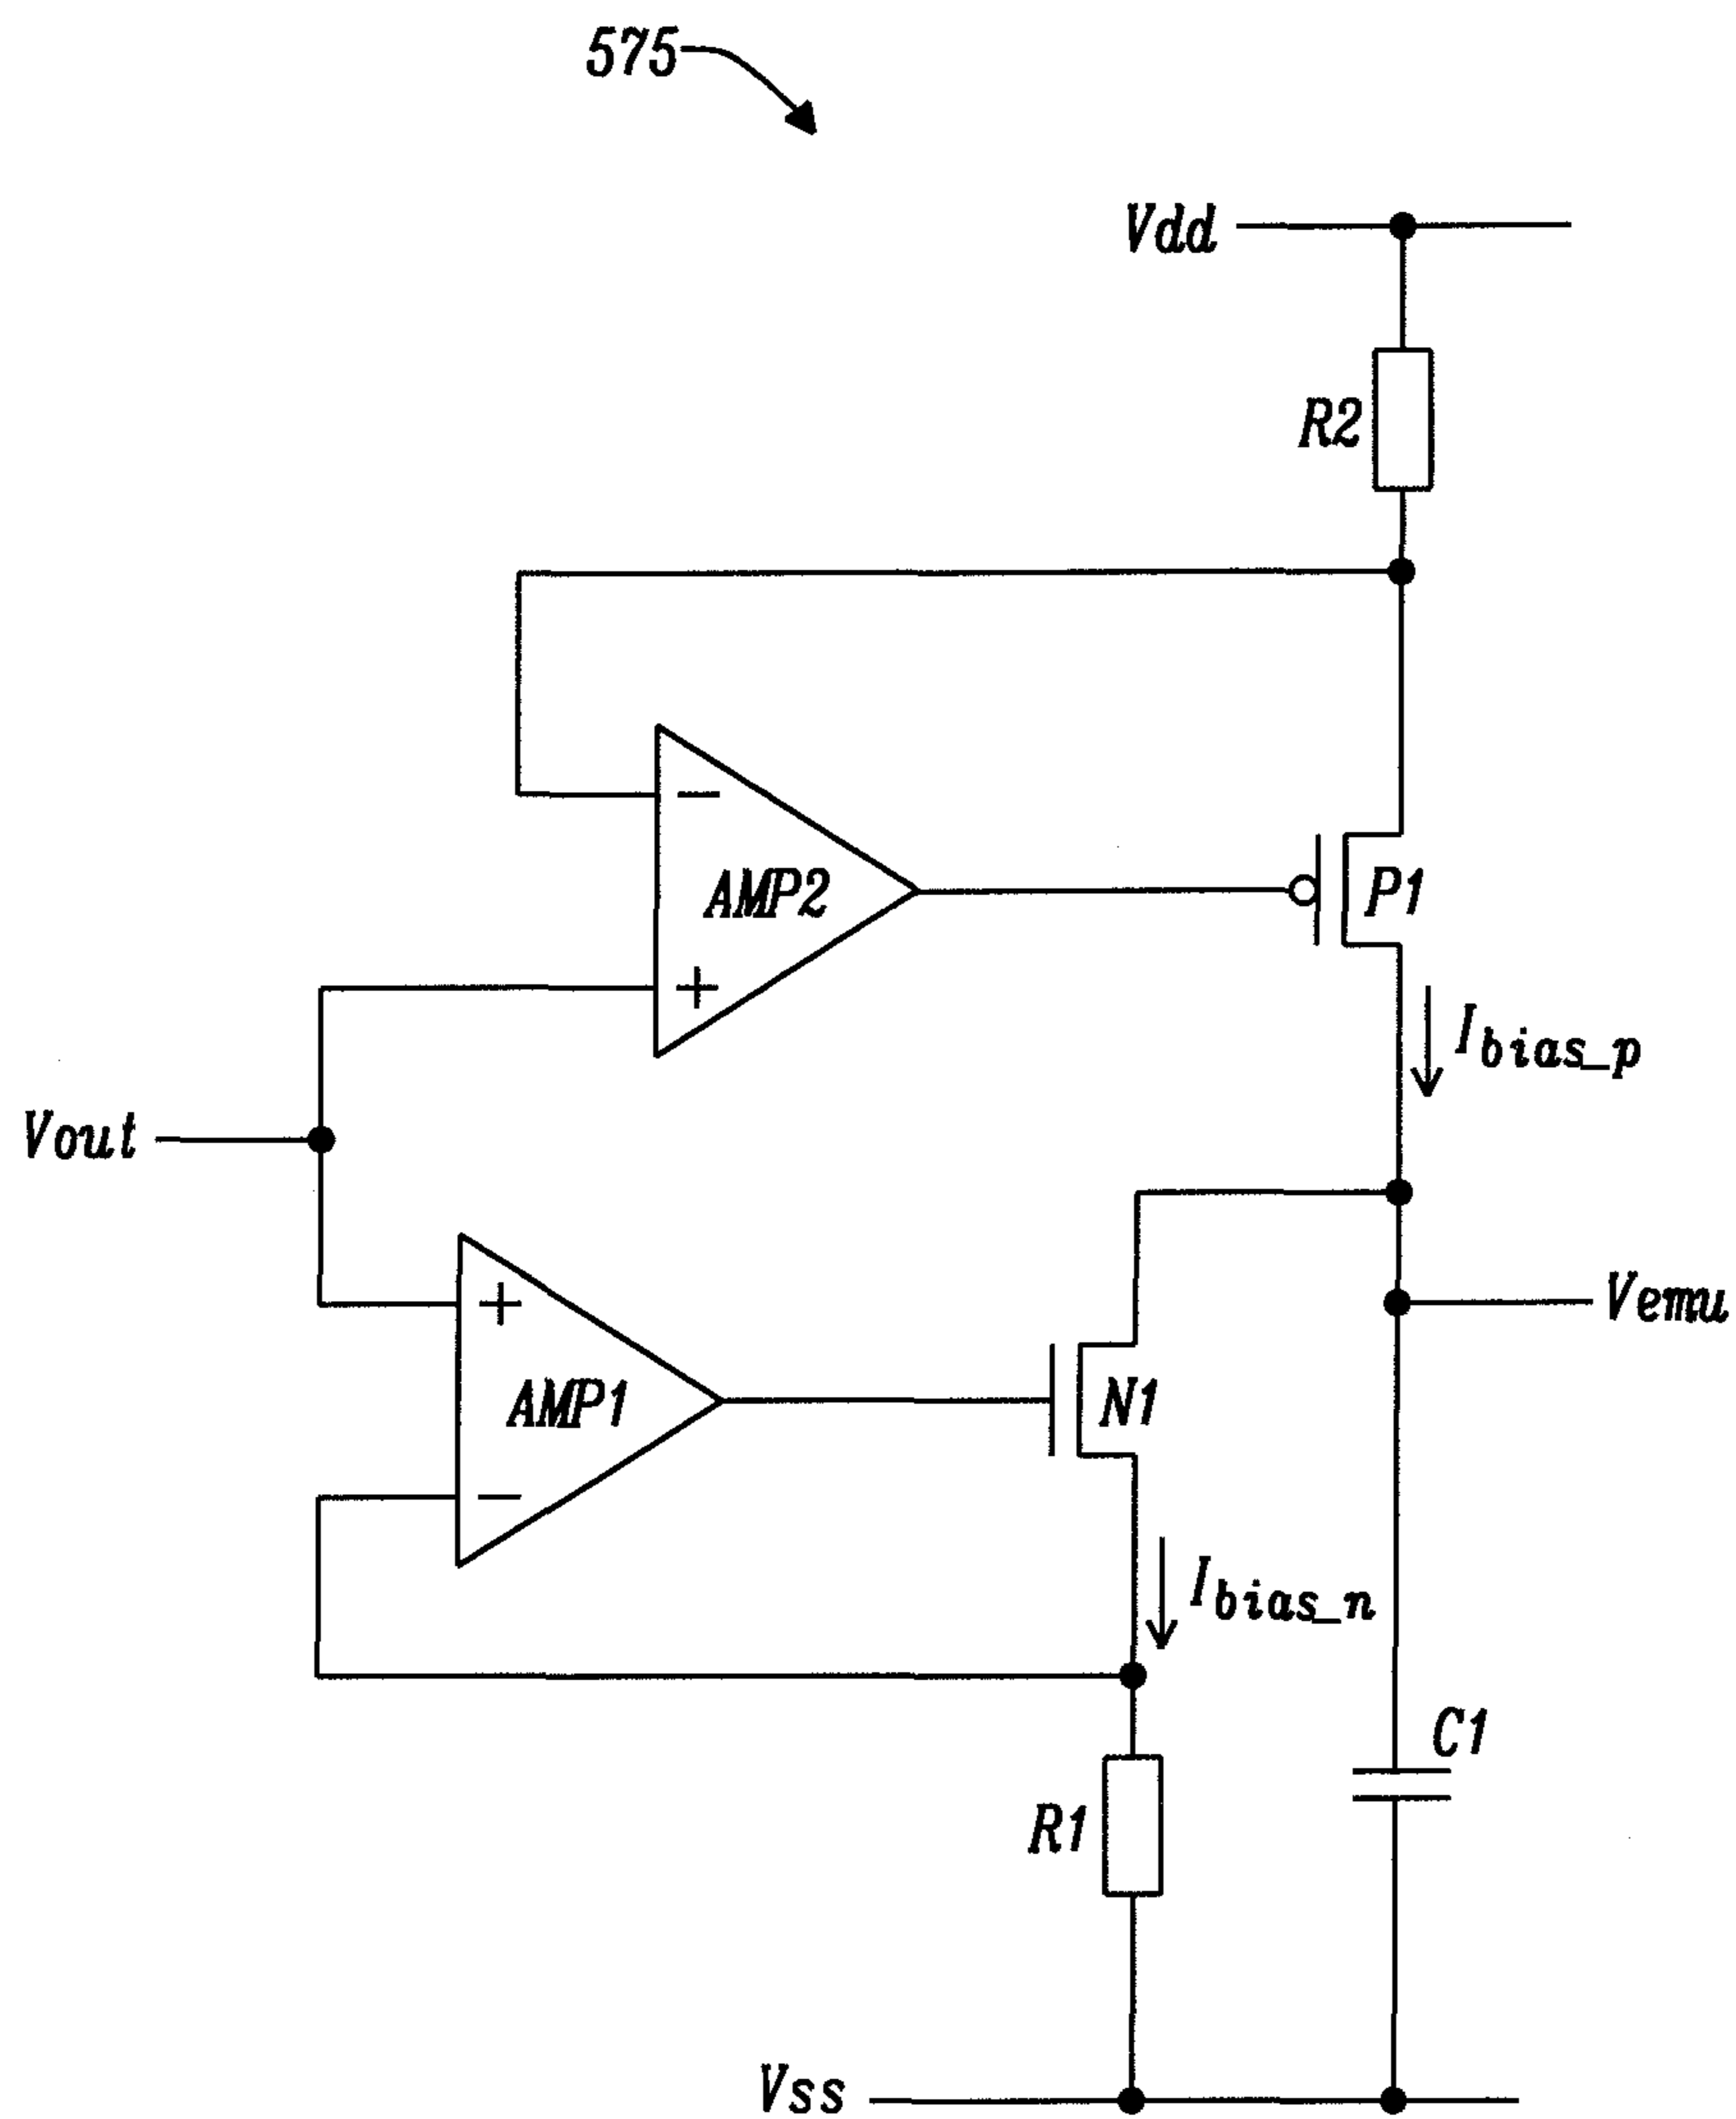 575
Vdd
R2
−
AMP2
P1
+
Ibias_p
Vout
+
Vemu
AMP1
N1
−
Ibias_n
C1
R1
Vss